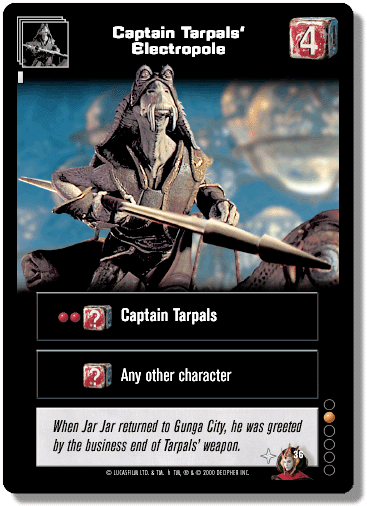 Captain Tarpals'
Electropole
4
? Captain Tarpals
? Any other character
When Jar Jar returned to Gunga City, he was greeted
by the business end of Tarpals' weapon.
36
© LUCASFILM LTD. & TM. ® TM, ® & © 2000 DECIPHER INC.